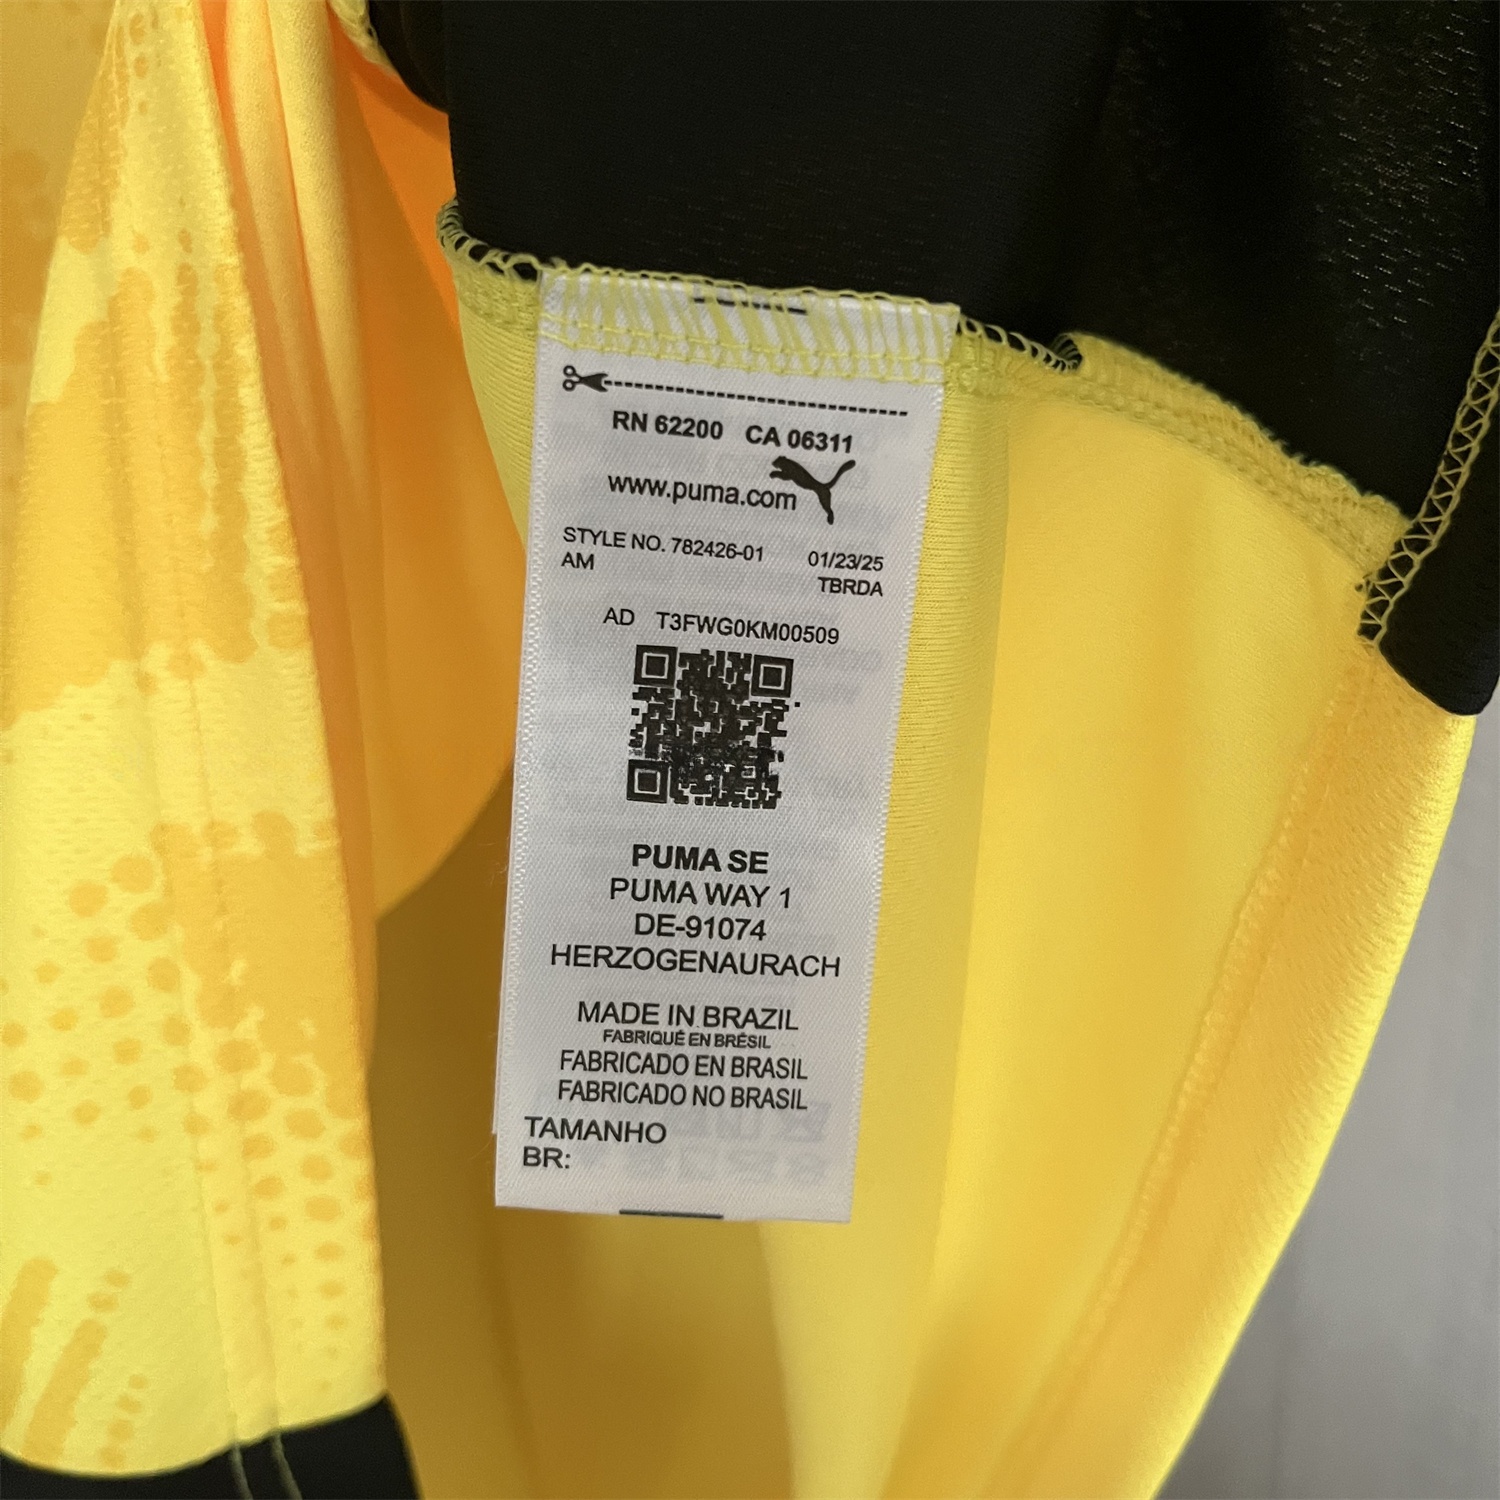 RN 62200 CA 06311
www.puma.com
STYLE NO. 782426-01 01/23/25
AM TBRDA
AD T3FWG0KM00509
PUMA SE
PUMA WAY 1
DE-91074
HERZOGENAURACH
MADE IN BRAZIL
FABRIQUÉ EN BRÉSIL
FABRICADO EN BRASIL
FABRICADO NO BRASIL
TAMANHO
BR: